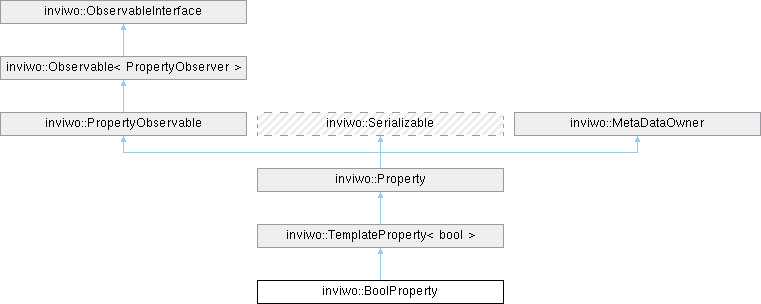 inviwo::ObservableInterface
inviwo::Observable< PropertyObserver >
inviwo::PropertyObservable
inviwo::Serializable
inviwo::MetaDataOwner
inviwo::Property
inviwo::TemplateProperty< bool >
inviwo::BoolProperty